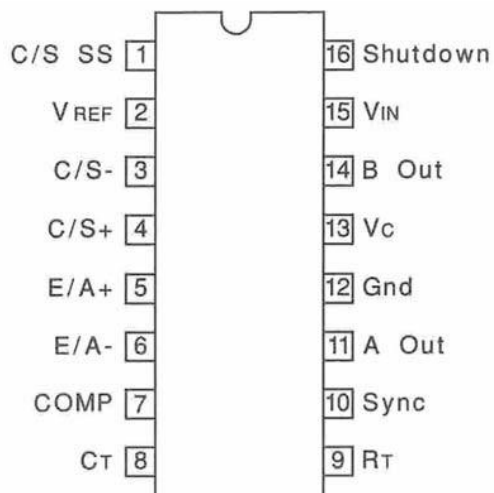 C/S SS 1 16 Shutdown
VREF 2 15 VIN
C/S- 3 14 B Out
C/S+ 4 13 VC
E/A+ 5 12 Gnd
E/A- 6 11 A Out
COMP 7 10 Sync
CT 8 9 RT